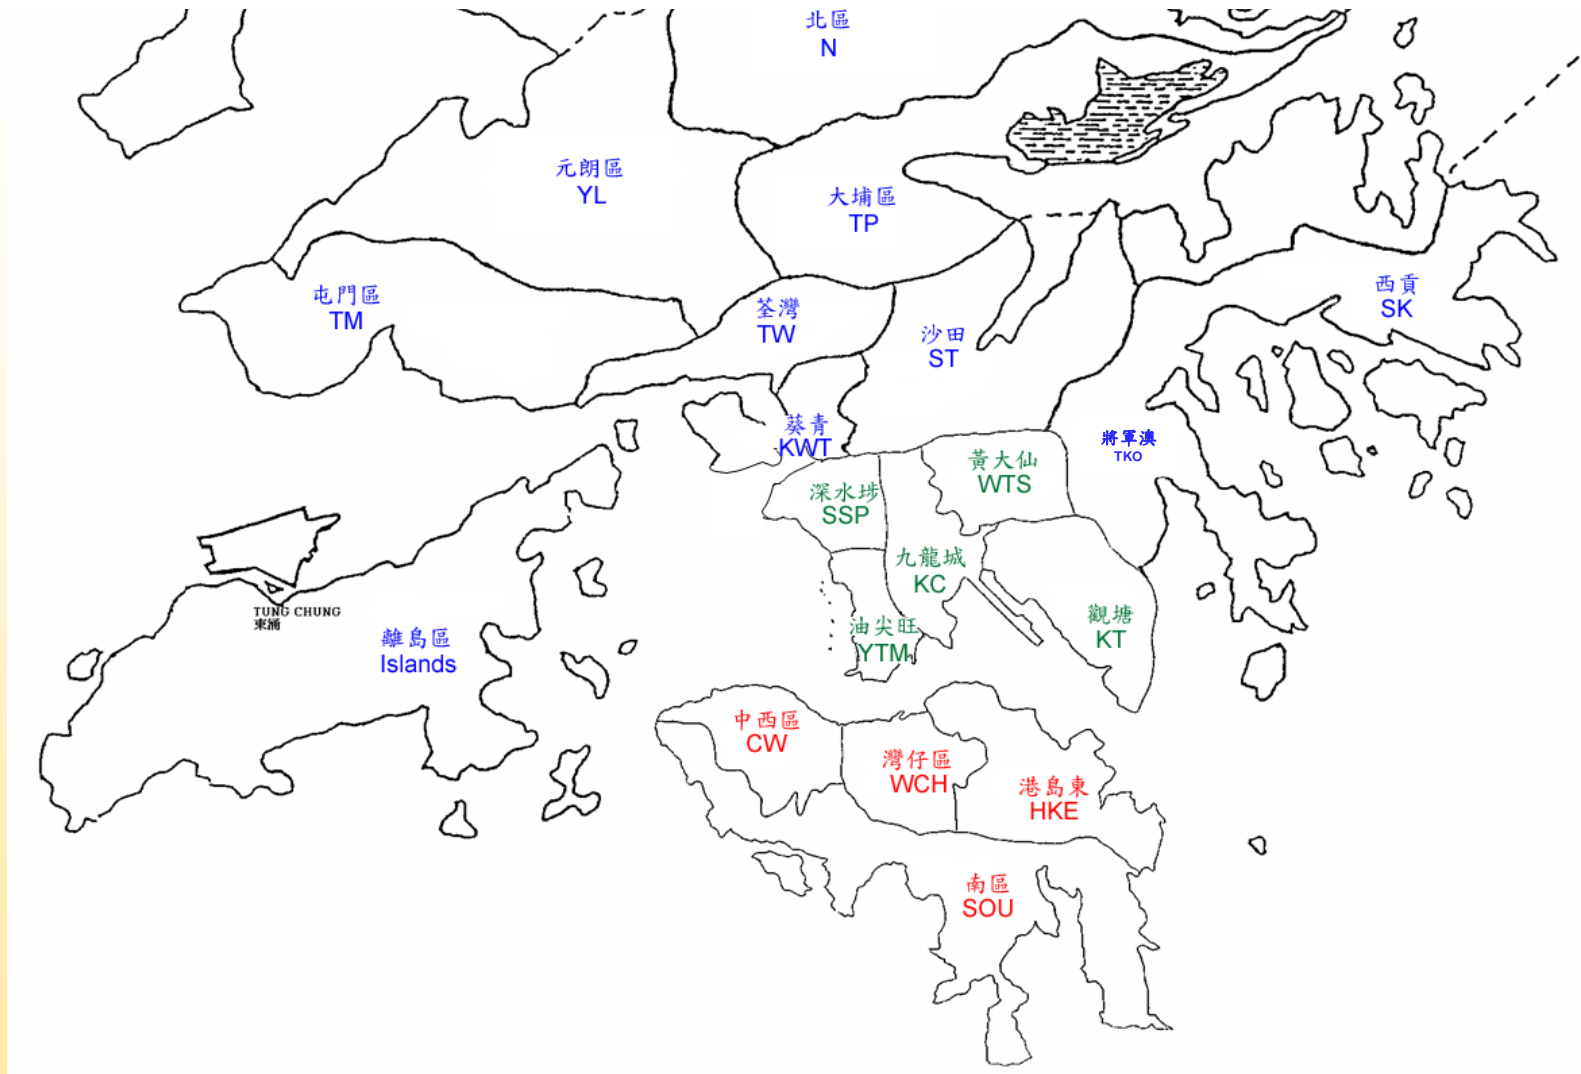 北區
N
元朗區
YL
大埔區
TP
屯門區
TM
荃灣
TW
沙田
ST
西貢
SK
葵青
KWT
將軍澳
TKO
黃大仙
WTS
深水埗
SSP
九龍城
KC
觀塘
KT
油尖旺
YTM
TUNG CHUNG
東涌
離島區
Islands
中西區
CW
灣仔區
WCH
港島東
HKE
南區
SOU